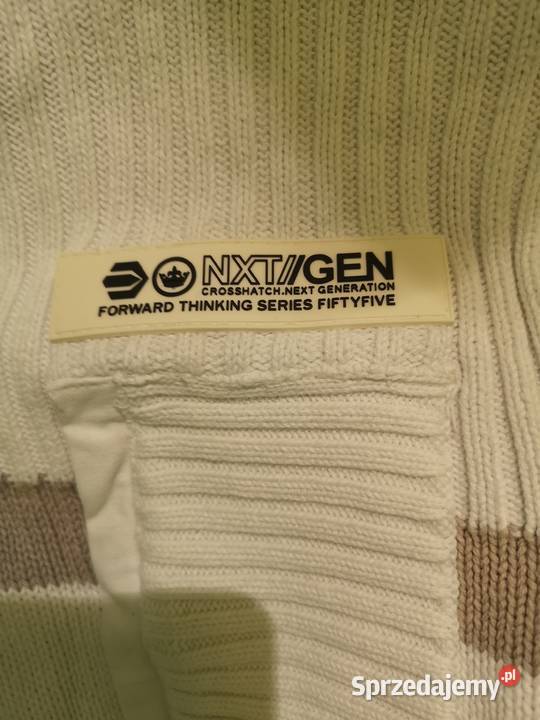 NXT//GEN
CROSSHATCH.NEXT GENERATION
FORWARD THINKING SERIES FIFTYFIVE
Sprzedajemy.pl